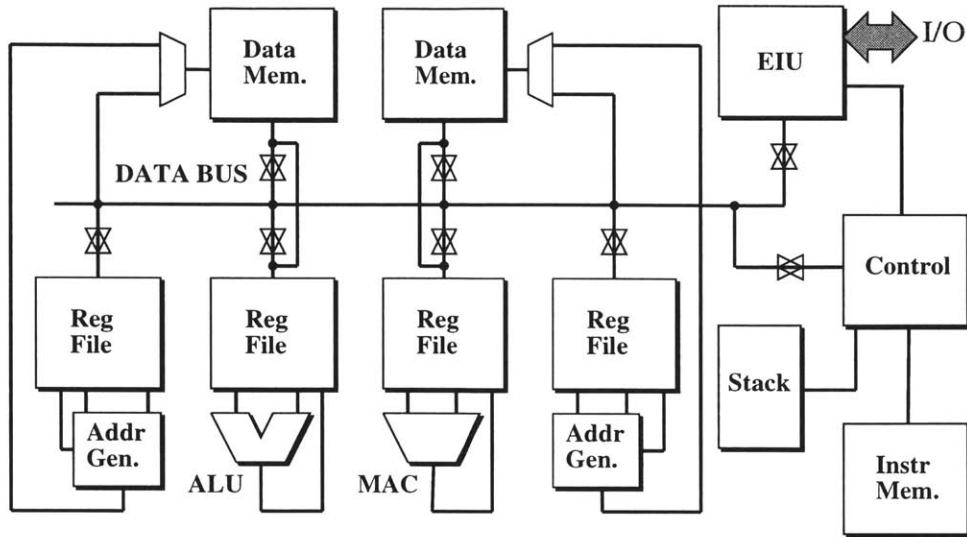 Data
Mem.
Data
Mem.
EIU
I/O
DATA BUS
Reg
File
Reg
File
Reg
File
Reg
File
Control
Stack
Addr
Gen.
ALU
MAC
Addr
Gen.
Instr
Mem.